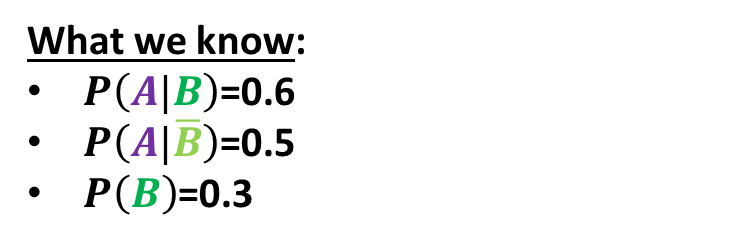 What we know:
• P(A|B)=0.6
• P(A|B̅)=0.5
• P(B)=0.3